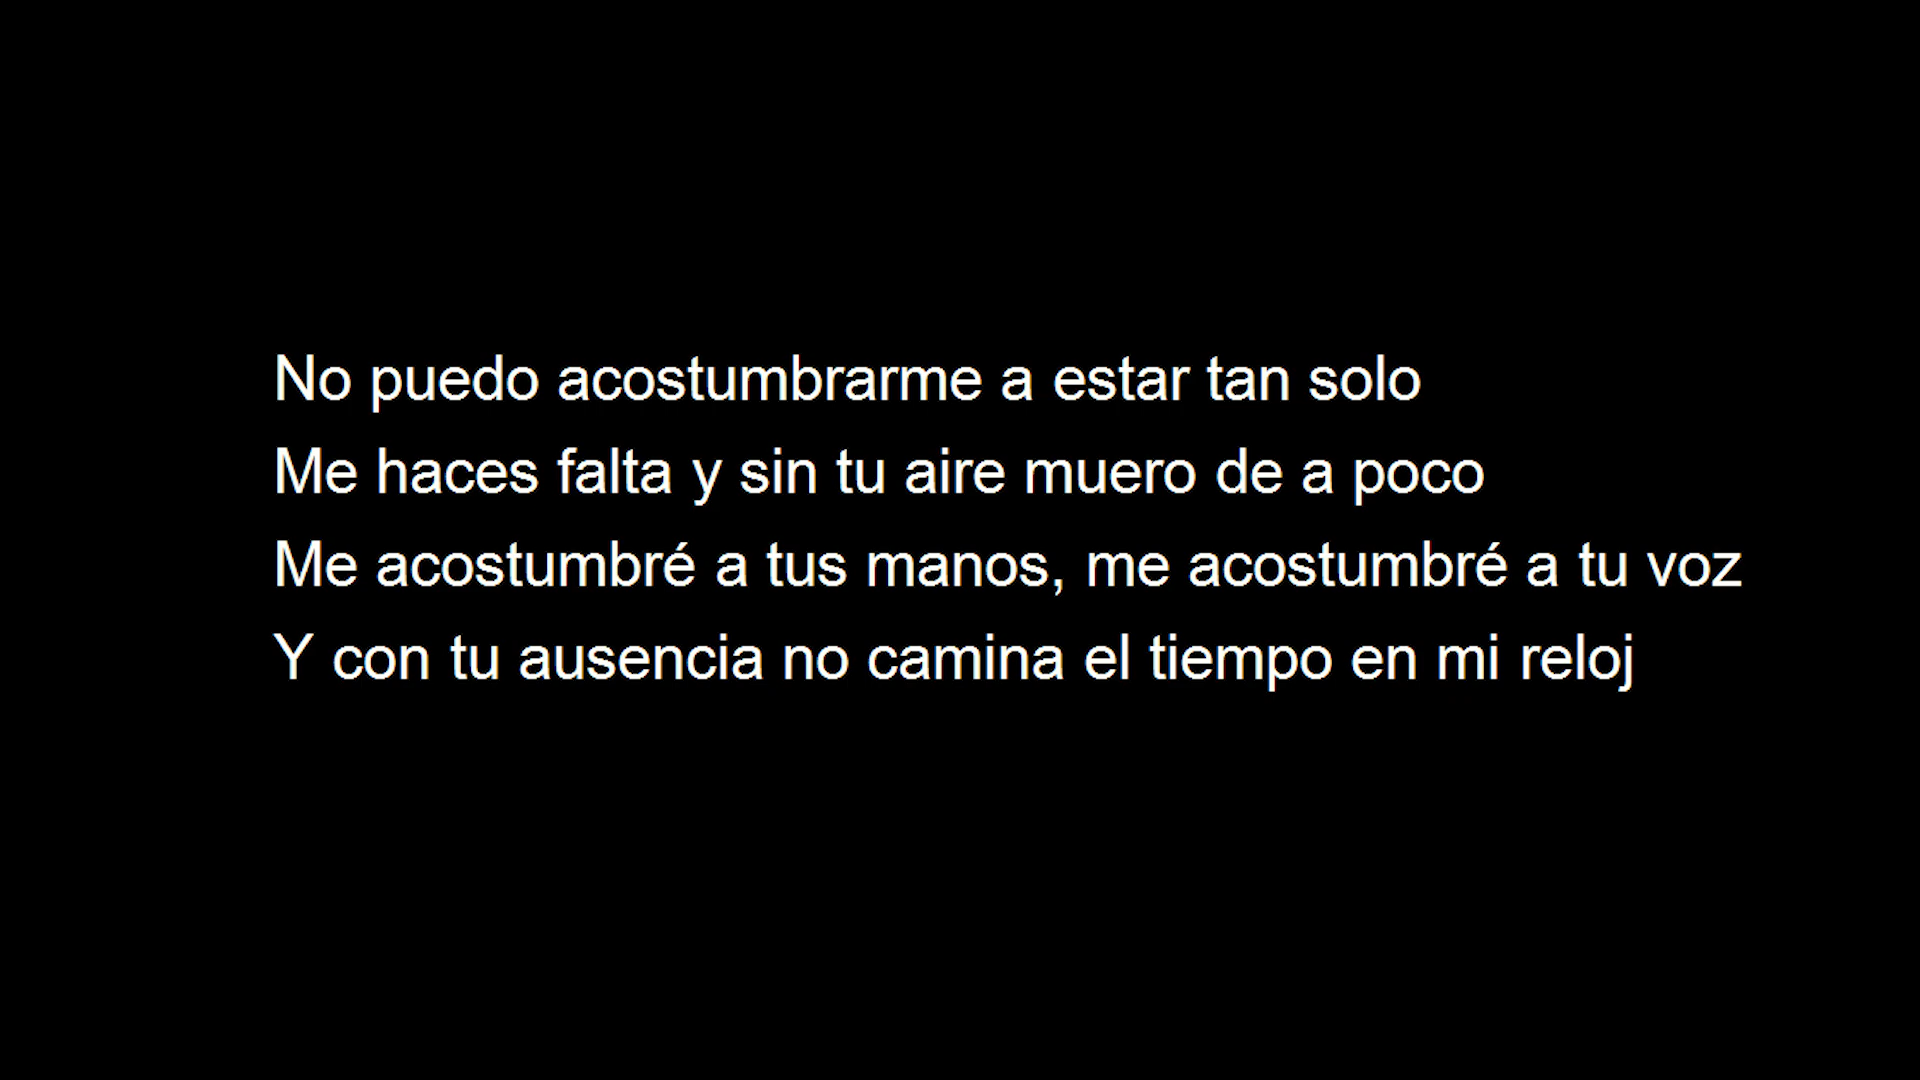 No puedo acostumbrarme a estar tan solo
Me haces falta y sin tu aire muero de a poco
Me acostumbré a tus manos, me acostumbré a tu voz
Y con tu ausencia no camina el tiempo en mi reloj